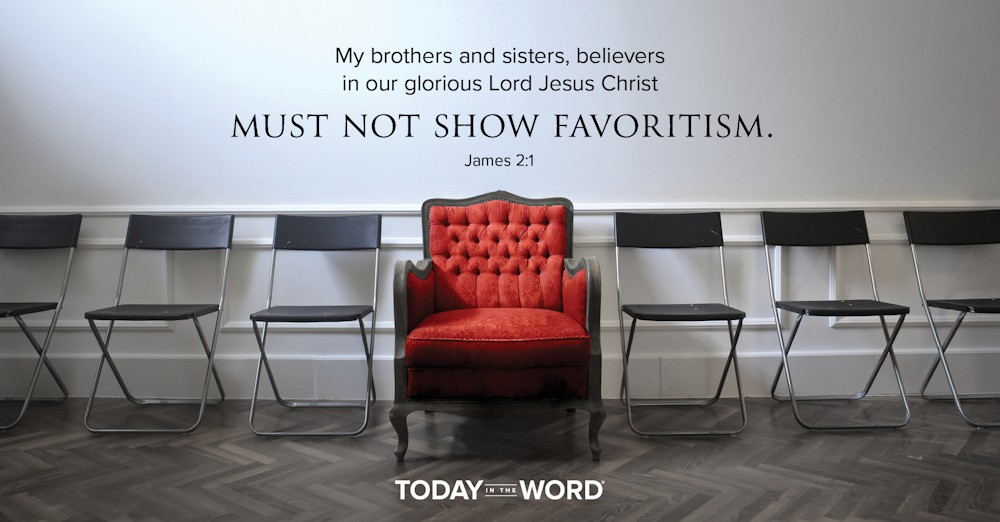 My brothers and sisters, believers
in our glorious Lord Jesus Christ
MUST NOT SHOW FAVORITISM.
James 2:1
TODAY IN THE WORD®